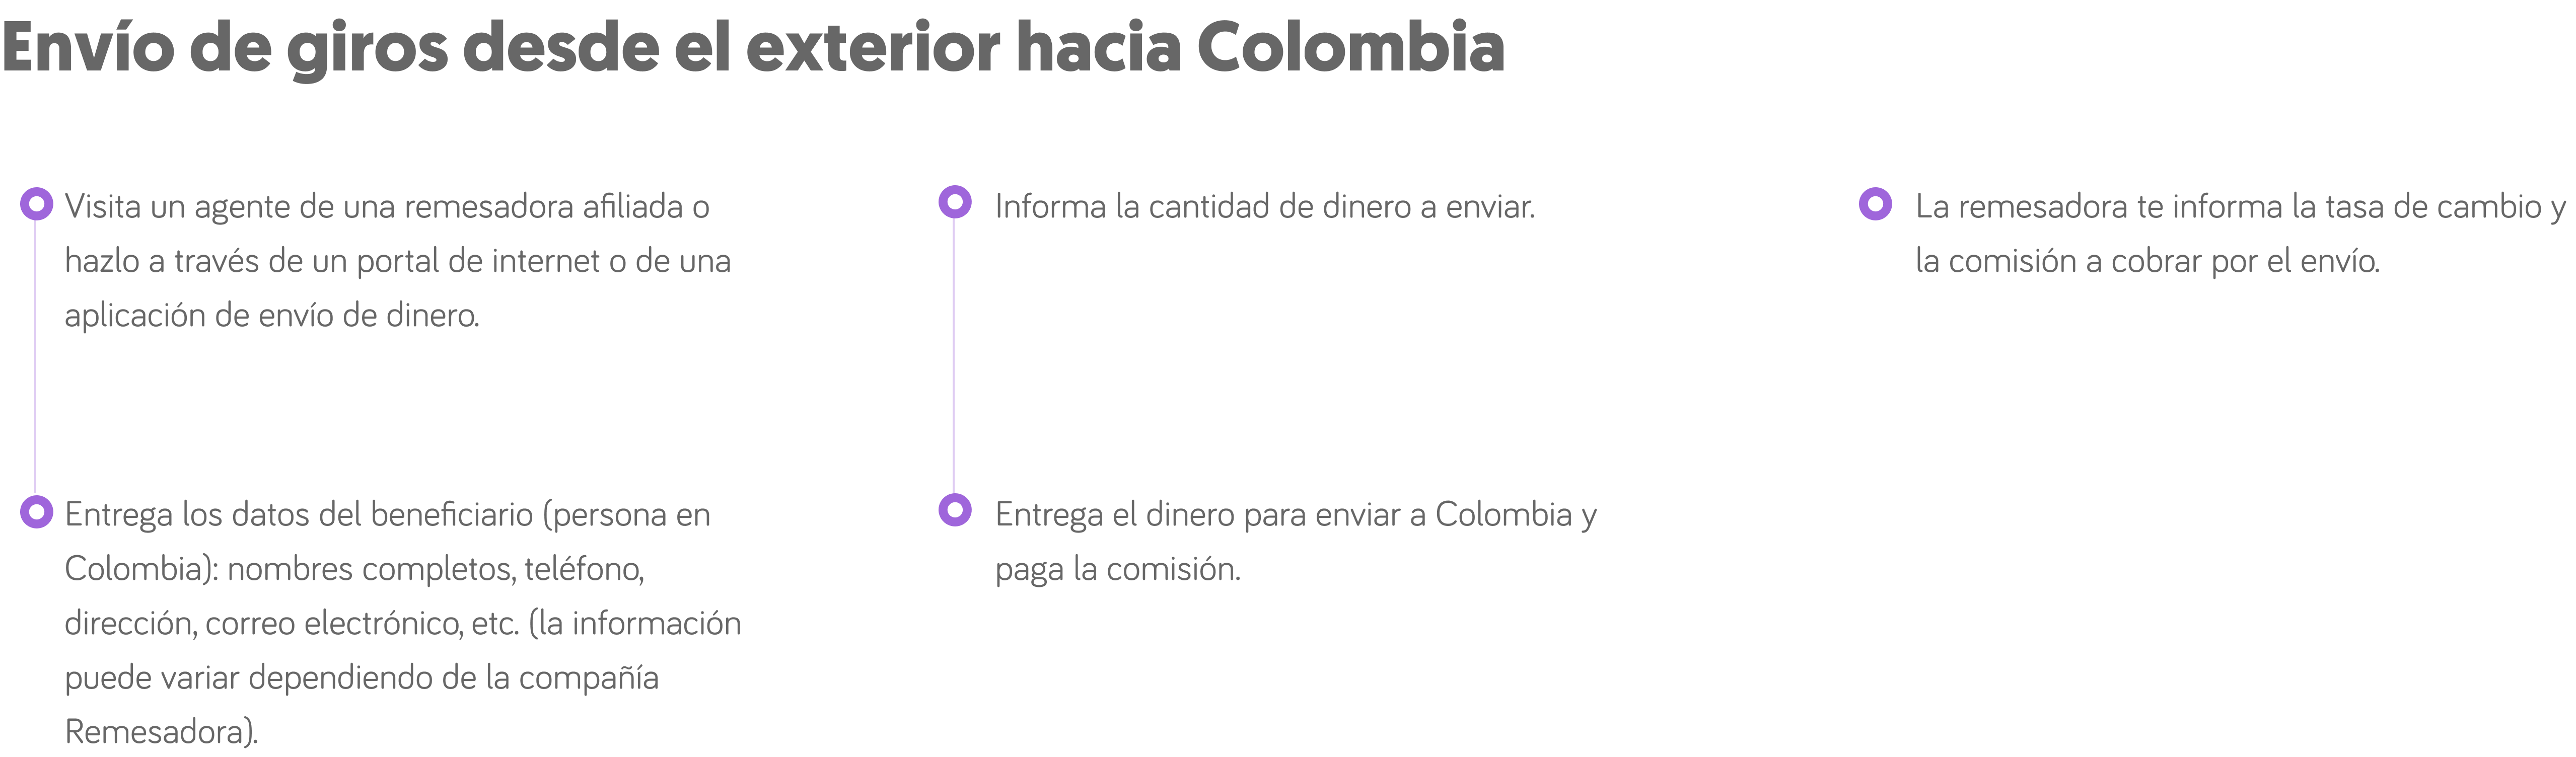 Envío de giros desde el exterior hacia Colombia
Visita un agente de una remesadora afiliada o
hazlo a través de un portal de internet o de una
aplicación de envío de dinero.
Entrega los datos del beneficiario (persona en
Colombia): nombres completos, teléfono,
dirección, correo electrónico, etc. (la información
puede variar dependiendo de la compañía
Remesadora).
Informa la cantidad de dinero a enviar.
Entrega el dinero para enviar a Colombia y
paga la comisión.
La remesadora te informa la tasa de cambio y
la comisión a cobrar por el envío.